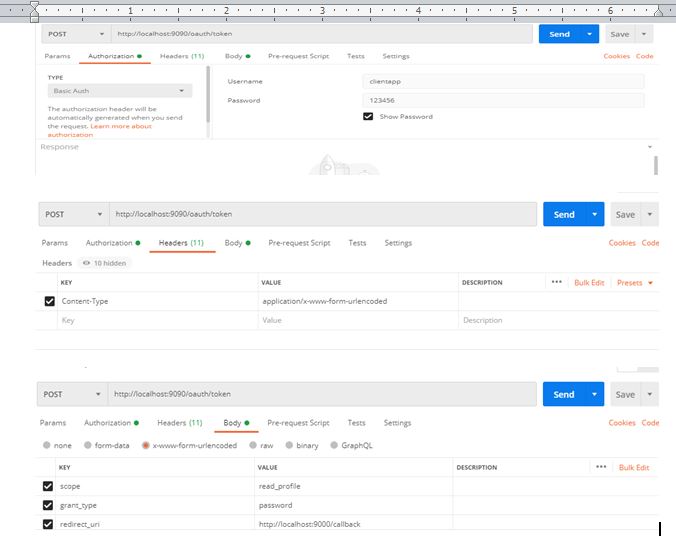 1 2 3 4 5 6
POST http://localhost:9090/oauth/token Send Save
Params Authorization Headers (11) Body Pre-request Script Tests Settings Cookies Code
TYPE
Basic Auth
The authorization header will be
automatically generated when you send
the request. Learn more about
authorization
Username clientapp
Password 123456
Show Password
Response
POST http://localhost:9090/oauth/token Send Save
Params Authorization Headers (11) Body Pre-request Script Tests Settings Cookies Code
Headers 10 hidden
KEY VALUE DESCRIPTION ••• Bulk Edit Presets
Content-Type application/x-www-form-urlencoded
Key Value Description
POST http://localhost:9090/oauth/token Send Save
Params Authorization Headers (11) Body Pre-request Script Tests Settings Cookies Code
none form-data x-www-form-urlencoded raw binary GraphQL
KEY VALUE DESCRIPTION ••• Bulk Edit
scope read_profile
grant_type password
redirect_uri http://localhost:9000/callback